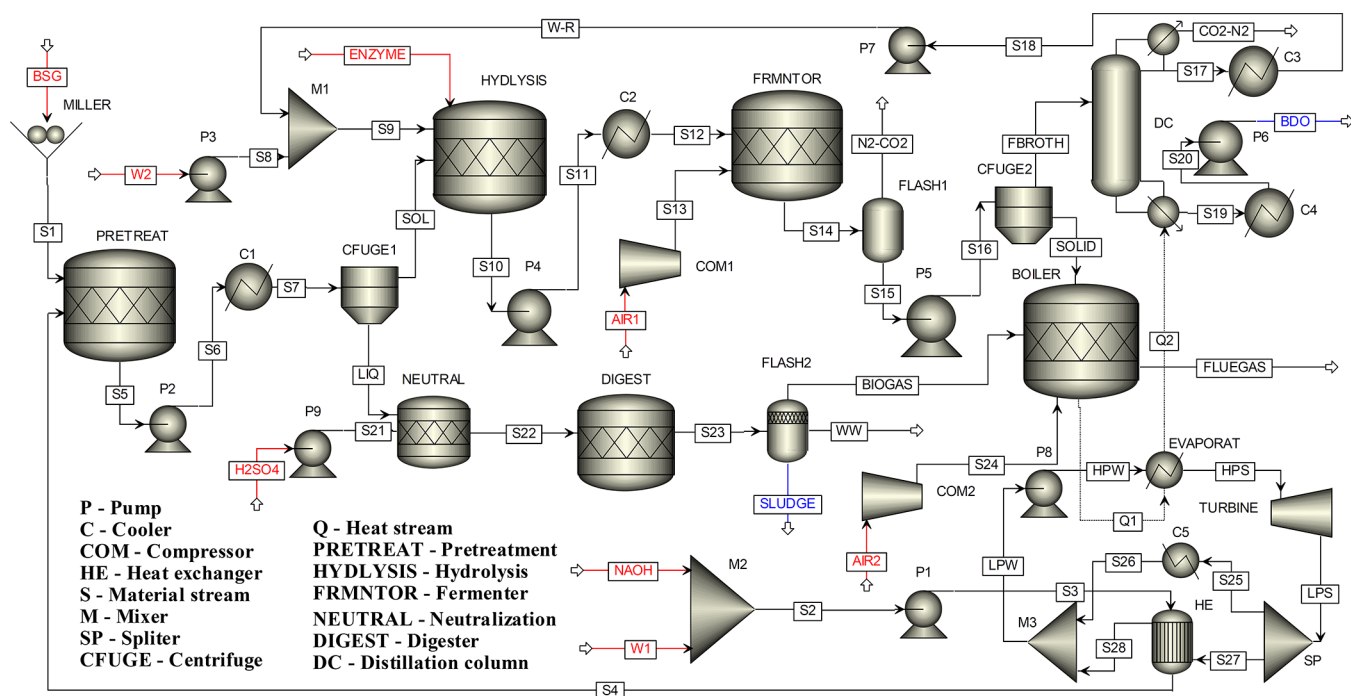 W-R
P7
S18
CO2-N2
C3
S17
BSG
MILLER
ENZYME
HYDLYSIS
M1
C2
FRMNTOR
P3
S8
S9
W2
S11
S12
N2-CO2
FBROTH
DC
P6
BDO
S20
S19
C4
S1
PRETREAT
SOL
S13
S14
FLASH1
CFUGE2
S16
SOLID
C1
S7
CFUGE1
S10
P4
COM1
AIR1
S15
P5
BOILER
Q2
S6
S5
P2
LIQ
NEUTRAL
DIGEST
FLASH2
BIOGAS
FLUEGAS
P9
S21
H2SO4
S22
S23
WW
SLUDGE
S24
COM2
AIR2
P8
HPW
EVAPORAT
HPS
TURBINE
Q1
LPW
LPS
NAOH
W1
M2
S2
P1
S3
C5
S26
S25
HE
M3
S28
S27
SP
S4
P - Pump
C - Cooler
COM - Compressor
HE - Heat exchanger
S - Material stream
M - Mixer
SP - Spliter
CFUGE - Centrifuge
Q - Heat stream
PRETREAT - Pretreatment
HYDLYSIS - Hydrolysis
FRMNTOR - Fermenter
NEUTRAL - Neutralization
DIGEST - Digester
DC - Distillation column